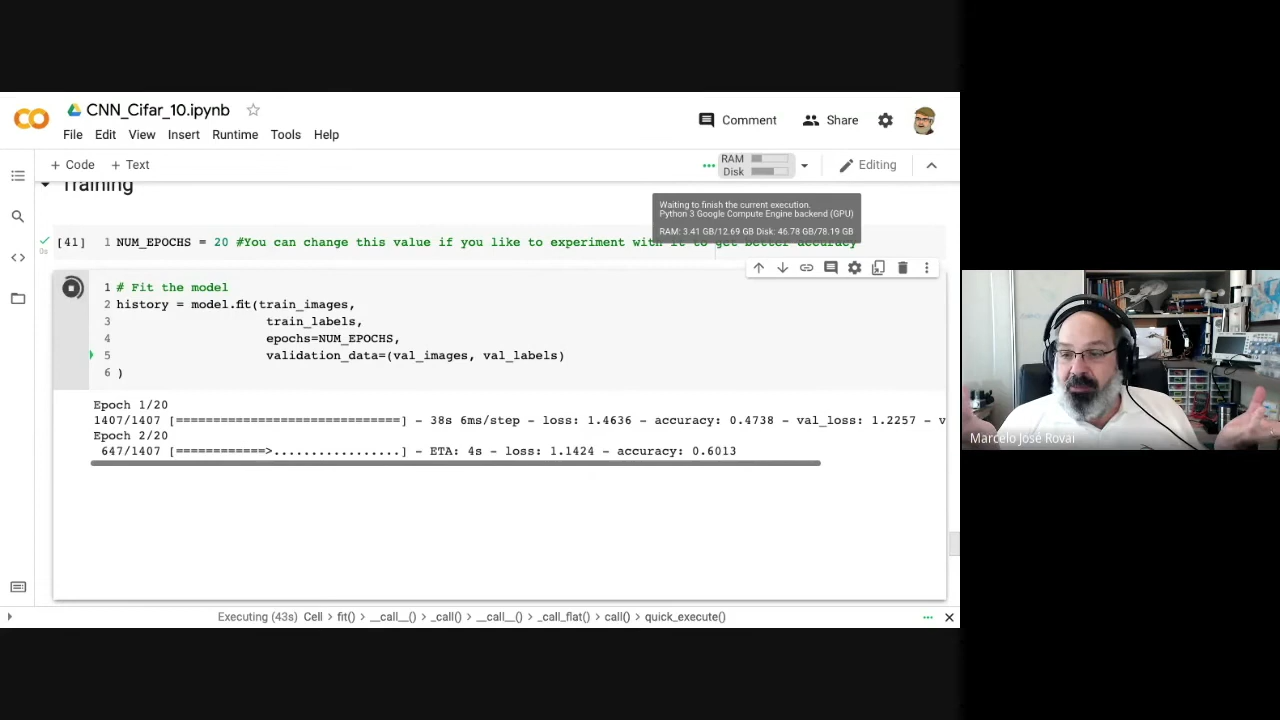 CNN_Cifar_10.ipynb
File Edit View Insert Runtime Tools Help
Comment Share
+ Code + Text
RAM
Disk
Editing
Training
Waiting to finish the current execution.
Python 3 Google Compute Engine backend (GPU)
RAM: 3.41 GB/12.69 GB Disk: 46.78 GB/78.19 GB
[41] 1 NUM_EPOCHS = 20 #You can change this value if you like to experiment with it to get better accuracy
0s
1 # Fit the model
2 history = model.fit(train_images,
3 train_labels,
4 epochs=NUM_EPOCHS,
5 validation_data=(val_images, val_labels)
6 )
Epoch 1/20
1407/1407 [==============================] - 38s 6ms/step - loss: 1.4636 - accuracy: 0.4738 - val_loss: 1.2257 - v
Epoch 2/20
647/1407 [============>.................] - ETA: 4s - loss: 1.1424 - accuracy: 0.6013
Executing (43s) Cell > fit() > __call__() > _call() > __call__() > _call_flat() > call() > quick_execute()
Marcelo José Rovai